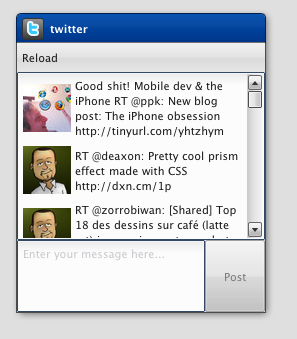 twitter
Reload
Good shit! Mobile dev & the
iPhone RT @ppk: New blog
post: The iPhone obsession
http://tinyurl.com/yhtzhym
RT @deaxon: Pretty cool prism
effect made with CSS
http://dxn.cm/1p
RT @zorrobiwan: [Shared] Top
18 des dessins sur café (latte
Enter your message here...
Post